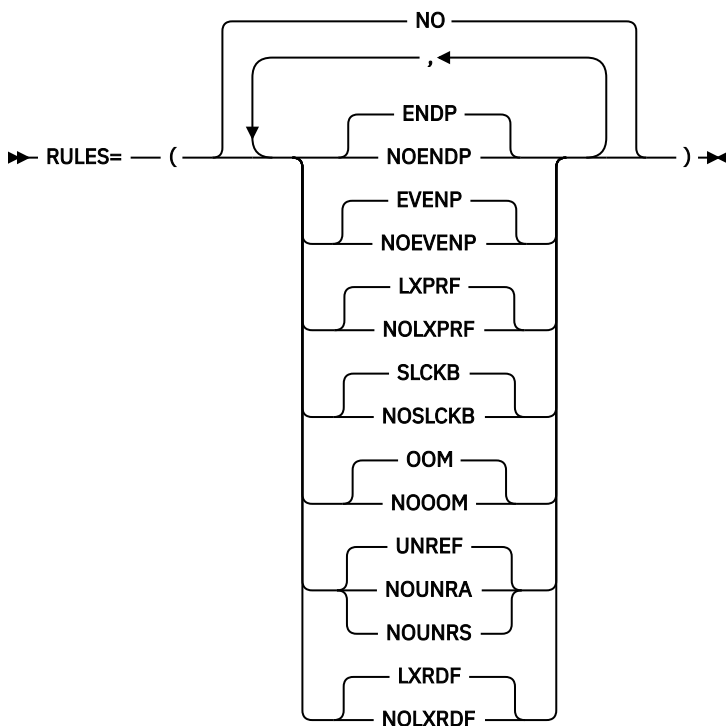 NO
,
ENDP
RULES= ( NOENDP )
EVENP
NOEVENP
LXPRF
NOLXPRF
SLCKB
NOSLCKB
OOM
NOOOM
UNREF
NOUNRA
NOUNRS
LXRDF
NOLXRDF